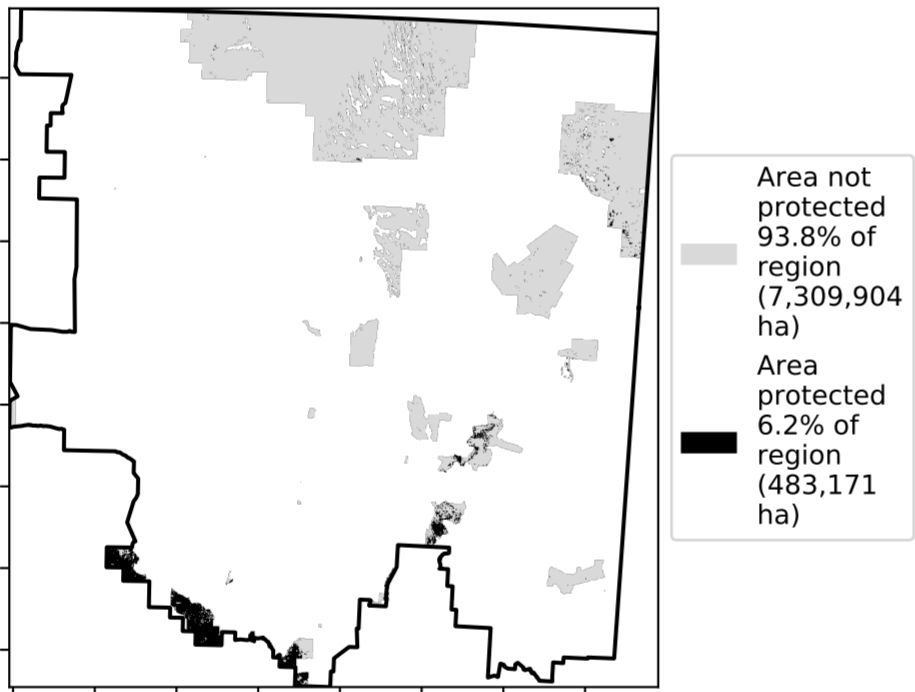 Area not
protected
93.8% of
region
(7,309,904
ha)
Area
protected
6.2% of
region
(483,171
ha)